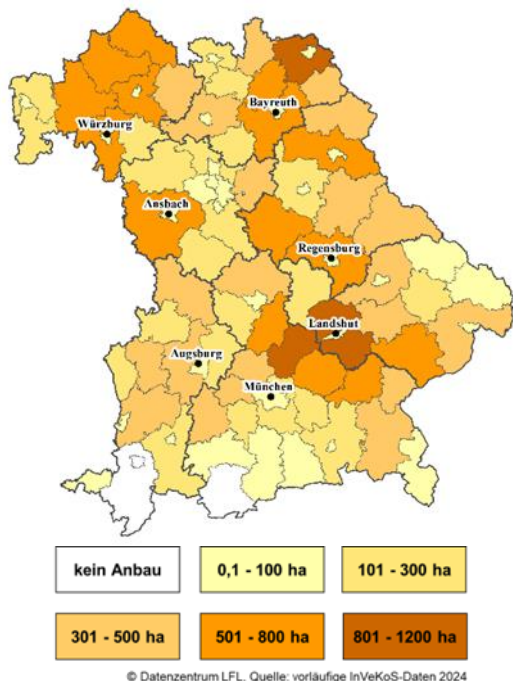 Bayreuth
Würzburg
Ansbach
Regensburg
Landshut
Augsburg
München
kein Anbau
0,1 - 100 ha
101 - 300 ha
301 - 500 ha
501 - 800 ha
801 - 1200 ha
© Datenzentrum LFL, Quelle: vorläufige InVeKoS-Daten 2024